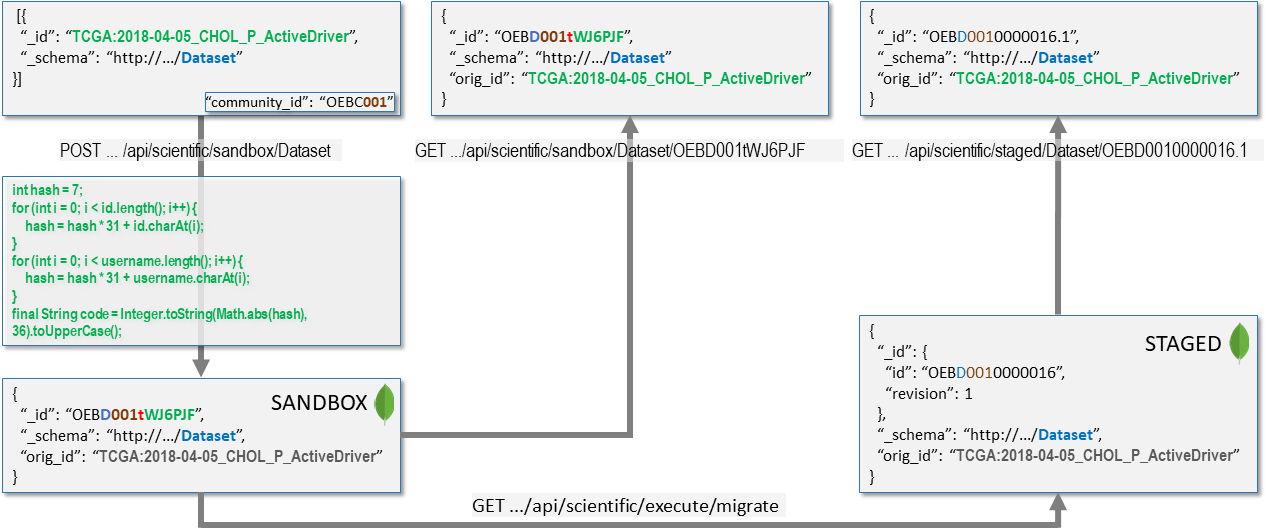 [{
“_id”: “TCGA:2018-04-05_CHOL_P_ActiveDriver”,
“_schema”: “http://.../Dataset”
}]
“community_id”: “OEBC001”
POST ... /api/scientific/sandbox/Dataset
int hash = 7;
for (int i = 0; i < id.length(); i++) {
hash = hash * 31 + id.charAt(i);
}
for (int i = 0; i < username.length(); i++) {
hash = hash * 31 + username.charAt(i);
}
final String code = Integer.toString(Math.abs(hash),
36).toUpperCase();
{
“_id”: “OEBD001tWJ6PJF”,
“_schema”: “http://.../Dataset”,
“orig_id”: “TCGA:2018-04-05_CHOL_P_ActiveDriver”
}
SANDBOX
{
“_id”: “OEBD001tWJ6PJF”,
“_schema”: “http://.../Dataset”
“orig_id”: “TCGA:2018-04-05_CHOL_P_ActiveDriver”
}
GET .../api/scientific/sandbox/Dataset/OEBD001tWJ6PJF
GET .../api/scientific/execute/migrate
{
“_id”: “OEBD0010000016.1”,
“_schema”: “http://.../Dataset”
“orig_id”: “TCGA:2018-04-05_CHOL_P_ActiveDriver”
}
GET ... /api/scientific/staged/Dataset/OEBD0010000016.1
{
“_id”: {
“id”: “OEBD0010000016”,
“revision”: 1
},
“_schema”: “http://.../Dataset”,
“orig_id”: “TCGA:2018-04-05_CHOL_P_ActiveDriver”
}
STAGED